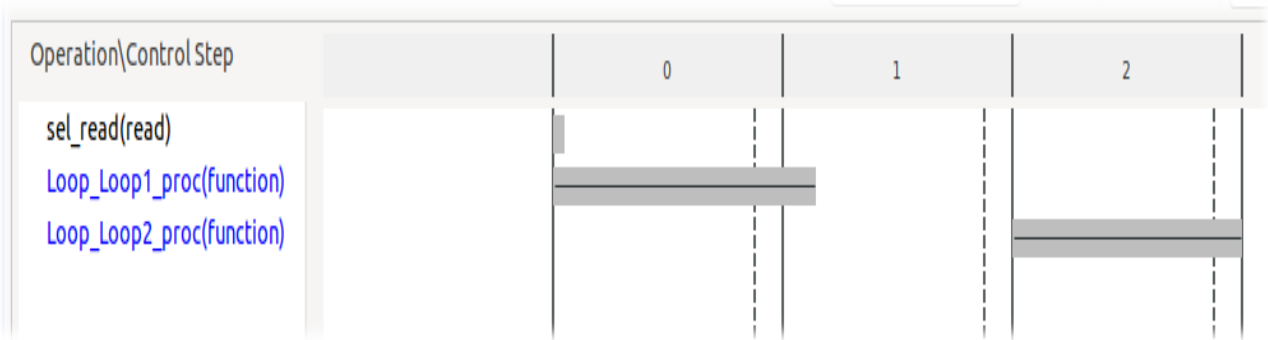 Operation\Control Step
0 1 2
sel_read(read)
Loop_Loop1_proc(function)
Loop_Loop2_proc(function)